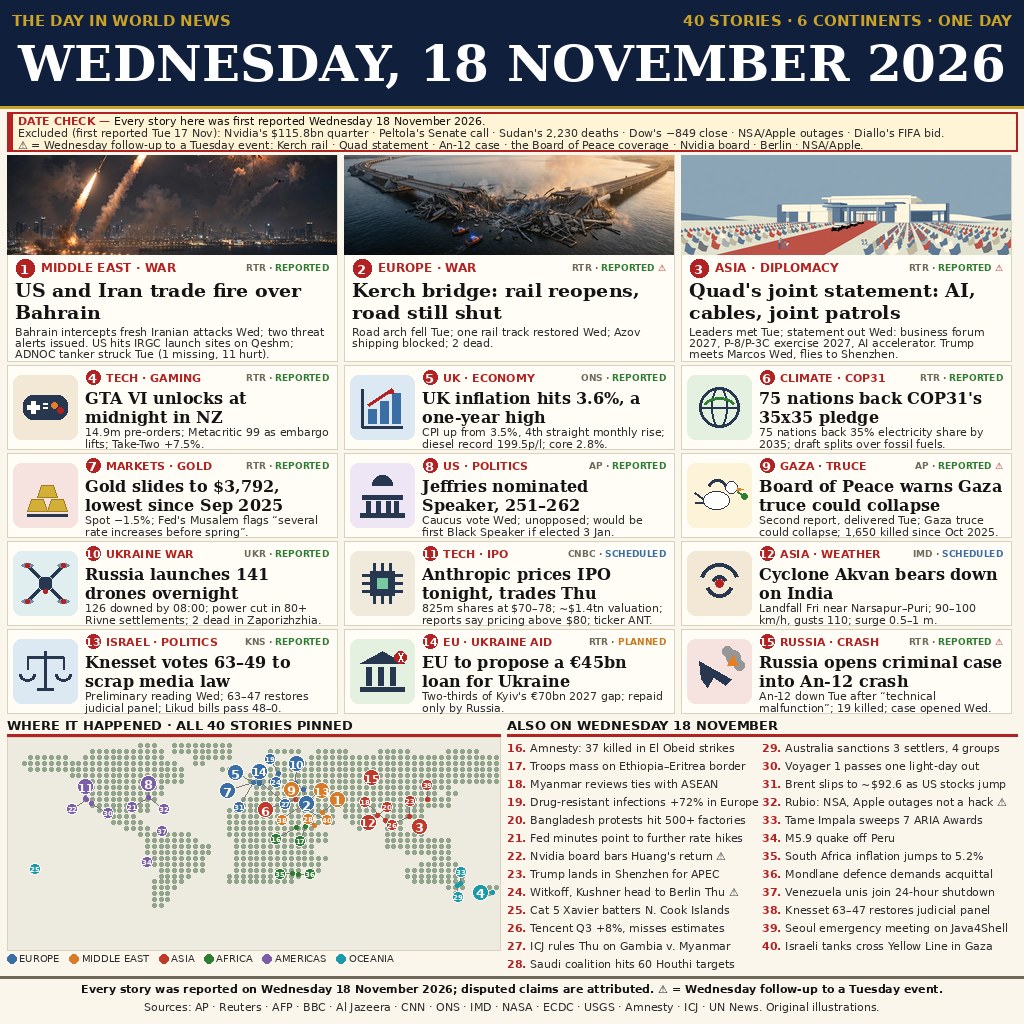 THE DAY IN WORLD NEWS
40 STORIES · 6 CONTINENTS · ONE DAY
WEDNESDAY, 18 NOVEMBER 2026
DATE CHECK — Every story here was first reported Wednesday 18 November 2026.
Excluded (first reported Tue 17 Nov): Nvidia's $115.8bn quarter · Peltola's Senate call · Sudan's 2,230 deaths · Dow's −849 close · NSA/Apple outages · Diallo's FIFA bid.
⚠ = Wednesday follow-up to a Tuesday event: Kerch rail · Quad statement · An-12 case · the Board of Peace coverage · Nvidia board · Berlin · NSA/Apple.
1 MIDDLE EAST · WAR RTR · REPORTED
US and Iran trade fire over
Bahrain
Bahrain intercepts fresh Iranian attacks Wed; two threat
alerts issued. US hits IRGC launch sites on Qeshm;
ADNOC tanker struck Tue (1 missing, 11 hurt).
2 EUROPE · WAR RTR · REPORTED ⚠
Kerch bridge: rail reopens,
road still shut
Road arch fell Tue; one rail track restored Wed; Azov
shipping blocked; 2 dead.
3 ASIA · DIPLOMACY RTR · REPORTED ⚠
Quad's joint statement: AI,
cables, joint patrols
Leaders met Tue; statement out Wed: business forum
2027, P-8/P-3C exercise 2027, AI accelerator. Trump
meets Marcos Wed, flies to Shenzhen.
4 TECH · GAMING RTR · REPORTED
GTA VI unlocks at
midnight in NZ
14.9m pre-orders; Metacritic 99 as embargo
lifts; Take-Two +7.5%.
5 UK · ECONOMY ONS · REPORTED
UK inflation hits 3.6%, a
one-year high
CPI up from 3.5%, 4th straight monthly rise;
diesel record 199.5p/l; core 2.8%.
6 CLIMATE · COP31 RTR · REPORTED
75 nations back COP31's
35x35 pledge
75 nations back 35% electricity share by
2035; draft splits over fossil fuels.
7 MARKETS · GOLD RTR · REPORTED
Gold slides to $3,792,
lowest since Sep 2025
Spot −1.5%; Fed's Musalem flags “several
rate increases before spring”.
8 US · POLITICS AP · REPORTED
Jeffries nominated
Speaker, 251–262
Caucus vote Wed; unopposed; would be
first Black Speaker if elected 3 Jan.
9 GAZA · TRUCE AP · REPORTED ⚠
Board of Peace warns Gaza
truce could collapse
Second report, delivered Tue; Gaza truce
could collapse; 1,650 killed since Oct 2025.
10 UKRAINE WAR UKR · REPORTED
Russia launches 141
drones overnight
126 downed by 08:00; power cut in 80+
Rivne settlements; 2 dead in Zaporizhzhia.
11 TECH · IPO CNBC · SCHEDULED
Anthropic prices IPO
tonight, trades Thu
825m shares at $70–78; ~$1.4tn valuation;
reports say pricing above $80; ticker ANT.
12 ASIA · WEATHER IMD · SCHEDULED
Cyclone Akvan bears down
on India
Landfall Fri near Narsapur–Puri; 90–100
km/h, gusts 110; surge 0.5–1 m.
13 ISRAEL · POLITICS KNS · REPORTED
Knesset votes 63–49 to
scrap media law
Preliminary reading Wed; 63–47 restores
judicial panel; Likud bills pass 48–0.
14 EU · UKRAINE AID RTR · PLANNED
EU to propose a €45bn
loan for Ukraine
Two-thirds of Kyiv's €70bn 2027 gap; repaid
only by Russia.
15 RUSSIA · CRASH RTR · REPORTED ⚠
Russia opens criminal case
into An-12 crash
An-12 down Tue after “technical
malfunction”; 19 killed; case opened Wed.
WHERE IT HAPPENED · ALL 40 STORIES PINNED
EUROPE MIDDLE EAST ASIA AFRICA AMERICAS OCEANIA
ALSO ON WEDNESDAY 18 NOVEMBER
16. Amnesty: 37 killed in El Obeid strikes
17. Troops mass on Ethiopia–Eritrea border
18. Myanmar reviews ties with ASEAN
19. Drug-resistant infections +72% in Europe
20. Bangladesh protests hit 500+ factories
21. Fed minutes point to further rate hikes
22. Nvidia board bars Huang's return ⚠
23. Trump lands in Shenzhen for APEC
24. Witkoff, Kushner head to Berlin Thu ⚠
25. Cat 5 Xavier batters N. Cook Islands
26. Tencent Q3 +8%, misses estimates
27. ICJ rules Thu on Gambia v. Myanmar
28. Saudi coalition hits 60 Houthi targets
29. Australia sanctions 3 settlers, 4 groups
30. Voyager 1 passes one light-day out
31. Brent slips to ~$92.6 as US stocks jump
32. Rubio: NSA, Apple outages not a hack ⚠
33. Tame Impala sweeps 7 ARIA Awards
34. M5.9 quake off Peru
35. South Africa inflation jumps to 5.2%
36. Mondlane defence demands acquittal
37. Venezuela unis join 24-hour shutdown
38. Knesset 63–47 restores judicial panel
39. Seoul emergency meeting on Java4Shell
40. Israeli tanks cross Yellow Line in Gaza
Every story was reported on Wednesday 18 November 2026; disputed claims are attributed. ⚠ = Wednesday follow-up to a Tuesday event.
Sources: AP · Reuters · AFP · BBC · Al Jazeera · CNN · ONS · IMD · NASA · ECDC · USGS · Amnesty · ICJ · UN News. Original illustrations.